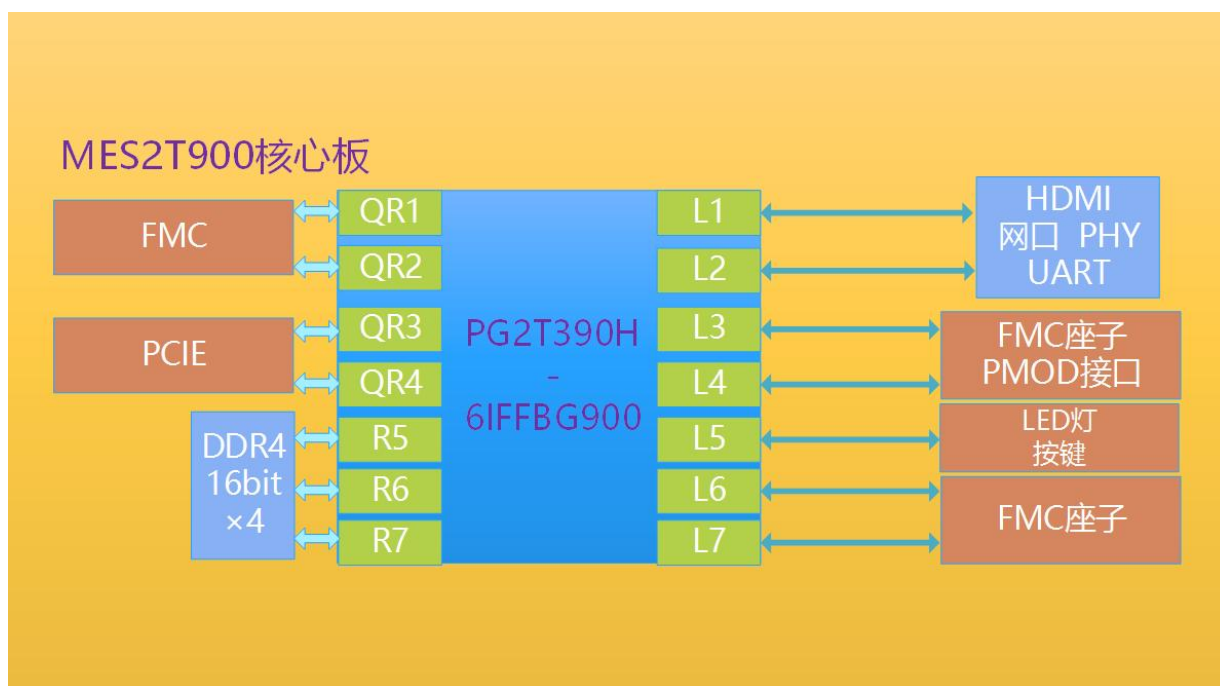 MES2T900核心板
FMC
QR1
QR2
PCIE
QR3
QR4
DDR4
16bit
×4
R5
R6
R7
PG2T390H
-
6IFFBG900
L1
L2
L3
L4
L5
L6
L7
HDMI
网口 PHY
UART
FMC座子
PMOD接口
LED灯
按键
FMC座子